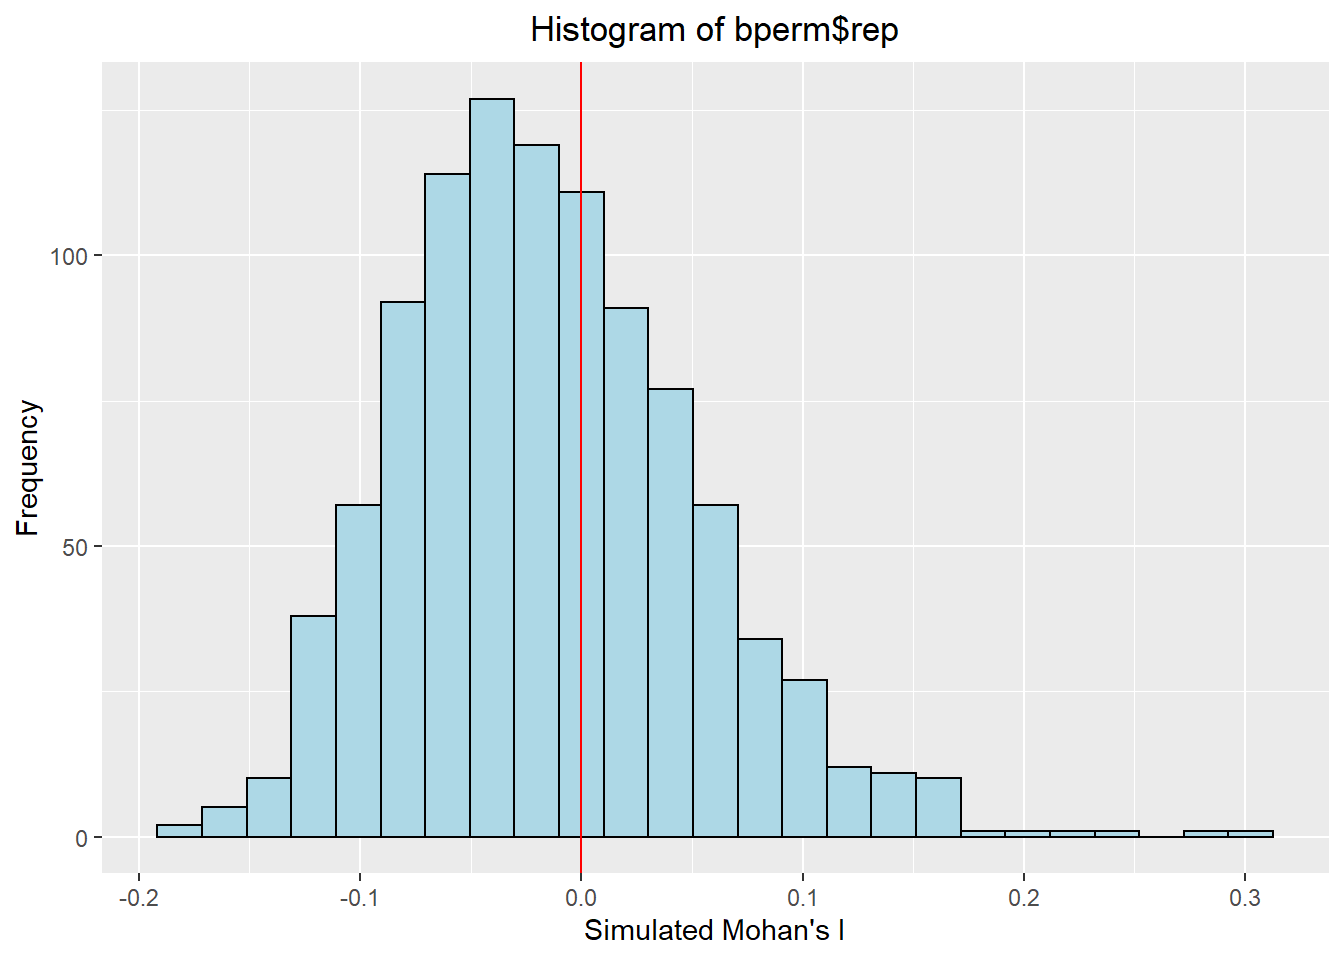 Histogram of bperm$rep
Frequency
100
50
0
-0.2 -0.1 0.0 0.1 0.2 0.3
Simulated Mohan's I